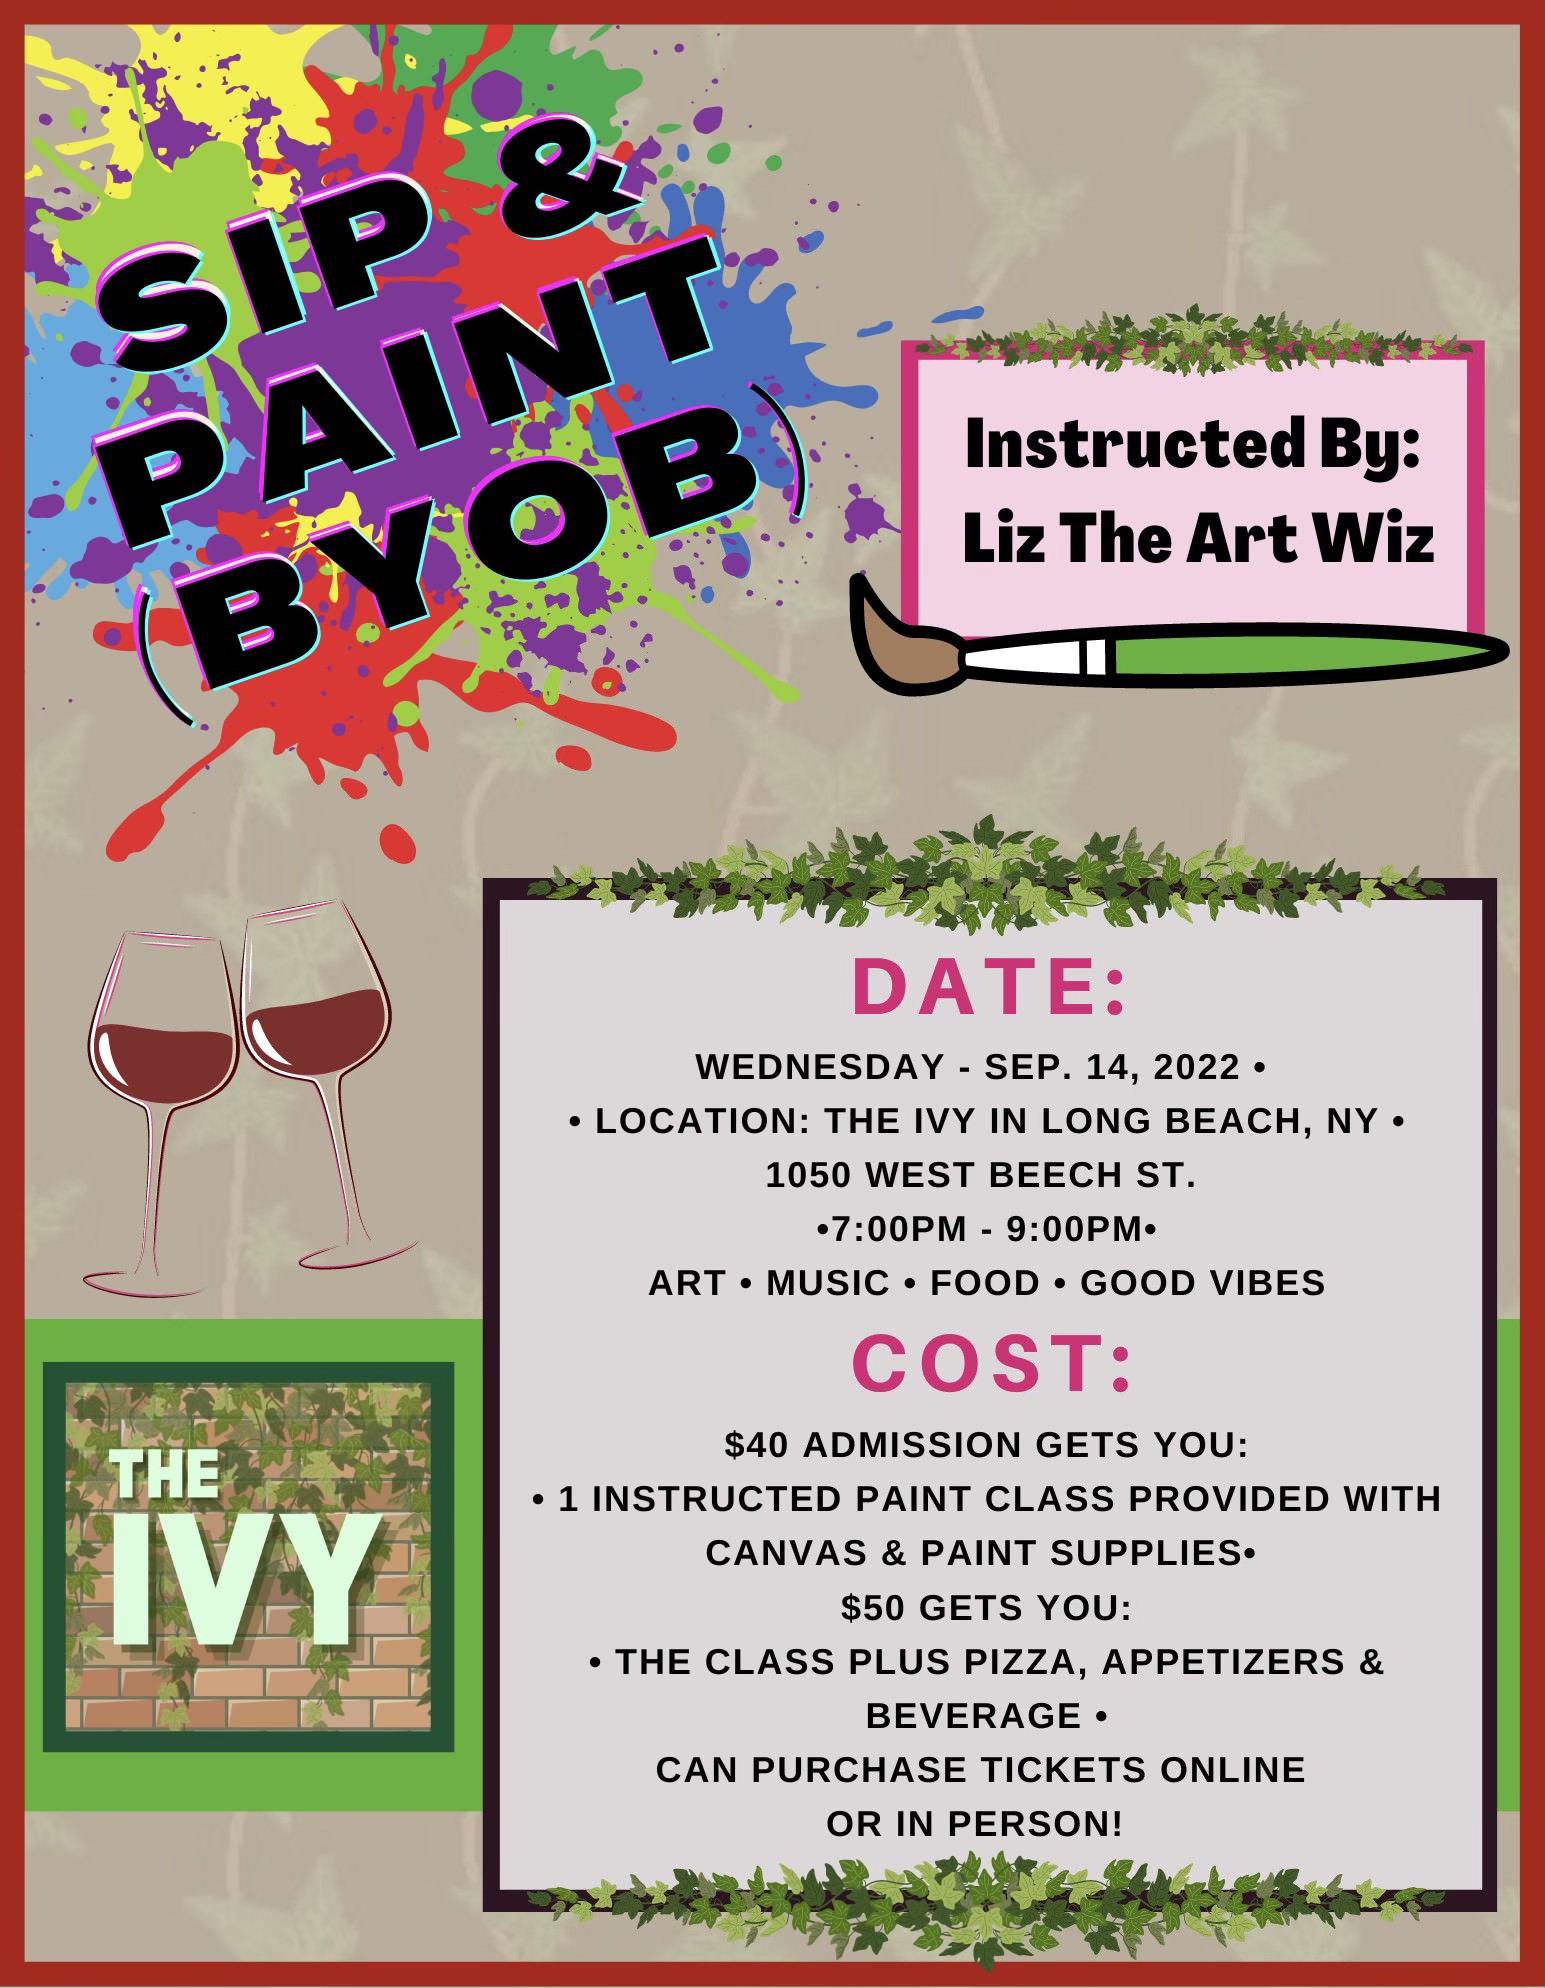 SIP &
PAINT
(BYOB)
Instructed By:
Liz The Art Wiz
DATE:
WEDNESDAY - SEP. 14, 2022 •
• LOCATION: THE IVY IN LONG BEACH, NY •
1050 WEST BEECH ST.
•7:00PM - 9:00PM•
ART • MUSIC • FOOD • GOOD VIBES
COST:
$40 ADMISSION GETS YOU:
• 1 INSTRUCTED PAINT CLASS PROVIDED WITH
CANVAS & PAINT SUPPLIES•
$50 GETS YOU:
• THE CLASS PLUS PIZZA, APPETIZERS &
BEVERAGE •
CAN PURCHASE TICKETS ONLINE
OR IN PERSON!
THE
IVY